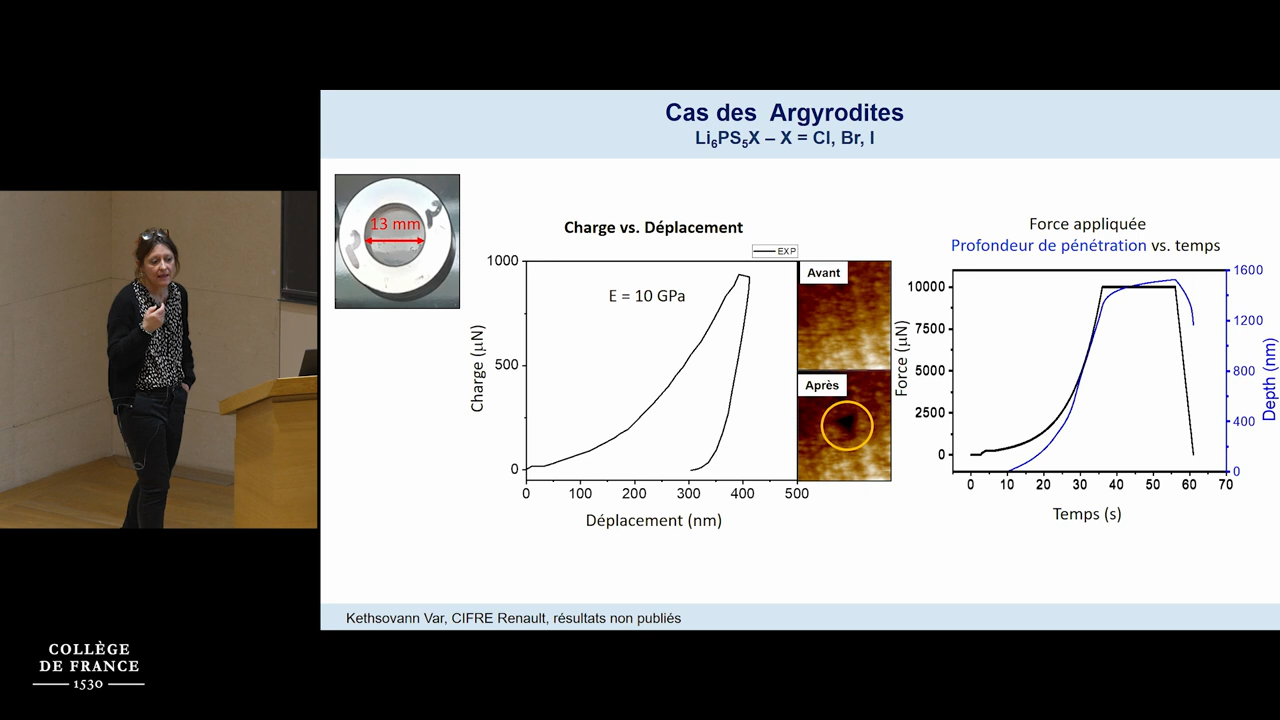 Cas des Argyrodites
Li₆PS₅X – X = Cl, Br, I
13 mm
Charge vs. Déplacement
EXP
E = 10 GPa
Charge (µN)
1000
500
0
0 100 200 300 400 500
Déplacement (nm)
Avant
Après
Force appliquée
Profondeur de pénétration vs. temps
Force (µN)
10000
7500
5000
2500
0
0 10 20 30 40 50 60 70
Temps (s)
1600
1200
800
400
0
Depth (nm)
Kethsovann Var, CIFRE Renault, résultats non publiés
COLLÈGE
DE FRANCE
1530